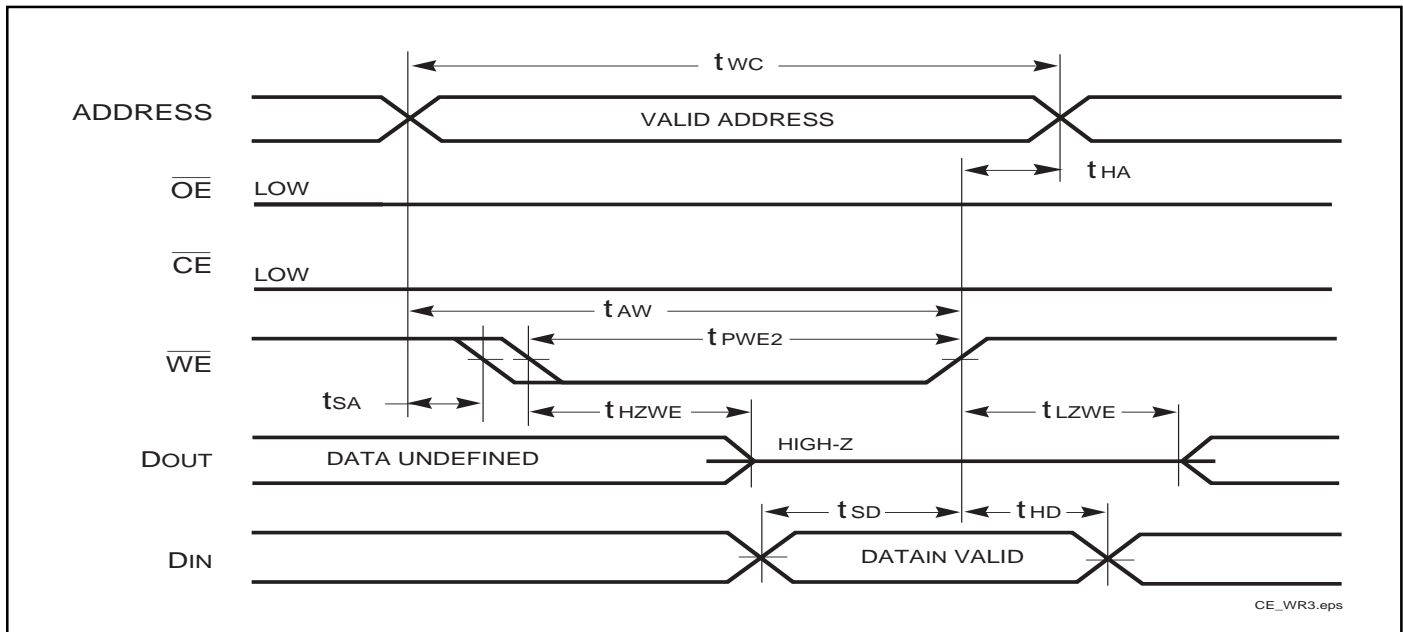 tWC
ADDRESS
VALID ADDRESS
tHA
OE
LOW
CE
LOW
tAW
tPWE2
WE
tSA
tHZWE
tLZWE
HIGH-Z
DOUT
DATA UNDEFINED
tSD
tHD
DIN
DATAIN VALID
CE_WR3.eps